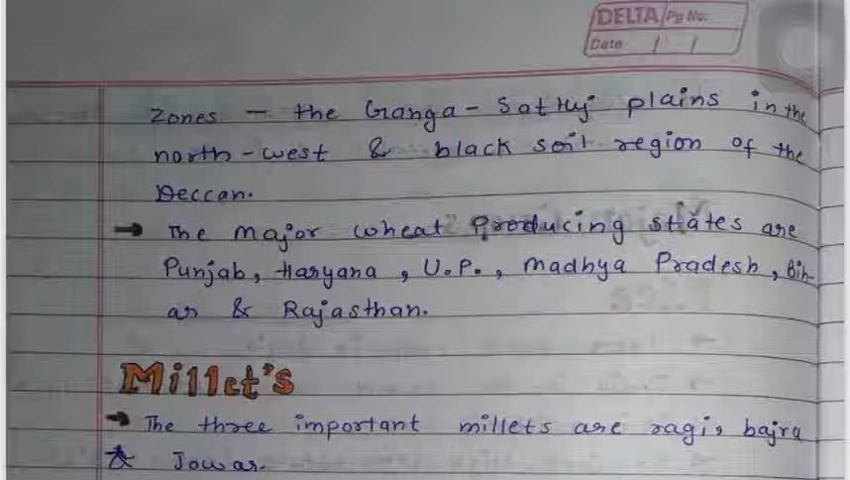 DELTA Pg No.
Date / /
Zones – the Ganga-Satluj plains in the
north-west & black soil region of the
Deccan.
→ The major wheat producing states are
Punjab, Haryana, U.P., Madhya Pradesh, Bih-
ar & Rajasthan.
Millet's
→ The three important millets are ragi, bajra
& Jowar.